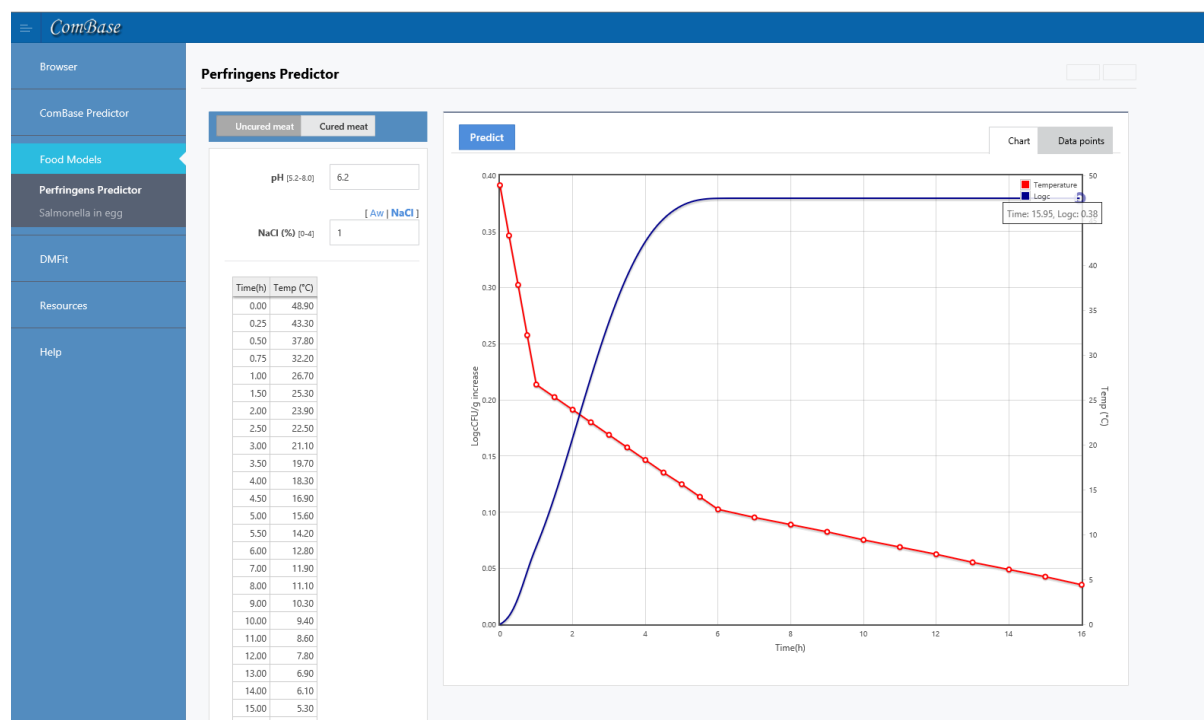 ComBase
Browser
ComBase Predictor
Food Models
Perfringens Predictor
Salmonella in egg
DMFit
Resources
Help
Perfringens Predictor
Uncured meat Cured meat
pH [5.2-8.0] 6.2
[ Aw | NaCl ]
NaCl (%) [0-4] 1
Time(h) Temp (°C)
0.00 48.90
0.25 43.30
0.50 37.80
0.75 32.20
1.00 26.70
1.50 25.30
2.00 23.90
2.50 22.50
3.00 21.10
3.50 19.70
4.00 18.30
4.50 16.90
5.00 15.60
5.50 14.20
6.00 12.80
7.00 11.90
8.00 11.10
9.00 10.30
10.00 9.40
11.00 8.60
12.00 7.80
13.00 6.90
14.00 6.10
15.00 5.30
Predict
Chart Data points
Temperature
Logc
Time: 15.95, Logc: 0.38
LogcCFU/g increase
0.40
0.35
0.30
0.25
0.20
0.15
0.10
0.05
0.00
50
40
35
30
25
20
15
10
5
0
Temp (°C)
0 2 4 6 8 10 12 14 16
Time(h)